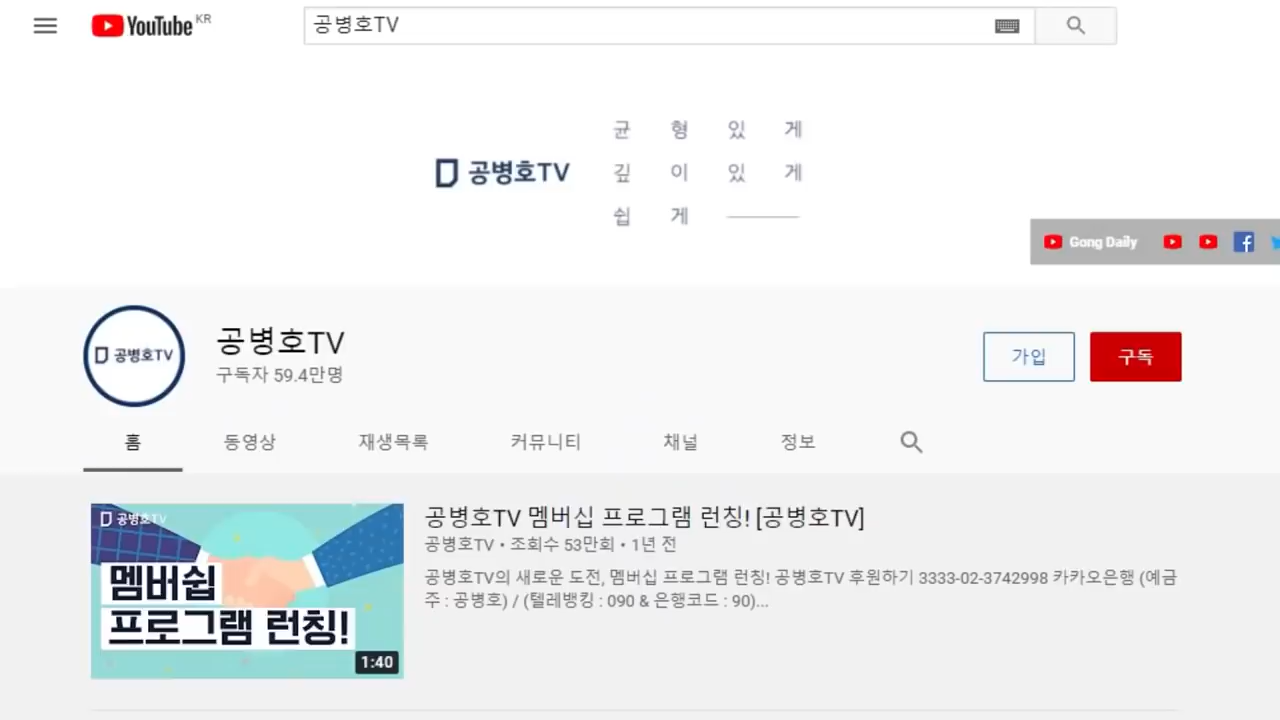 YouTube KR
공병호TV
균형있게
공병호TV
깊이있게
쉽게
Gong Daily
공병호TV
공병호TV
구독자 59.4만명
가입
구독
홈
동영상
재생목록
커뮤니티
채널
정보
공병호TV
멤버쉽
프로그램 런칭!
1:40
공병호TV 멤버십 프로그램 런칭! [공병호TV]
공병호TV • 조회수 53만회 • 1년 전
공병호TV의 새로운 도전, 멤버십 프로그램 런칭! 공병호TV 후원하기 3333-02-3742998 카카오은행 (예금
주 : 공병호) / (텔레뱅킹 : 090 & 은행코드 : 90)...